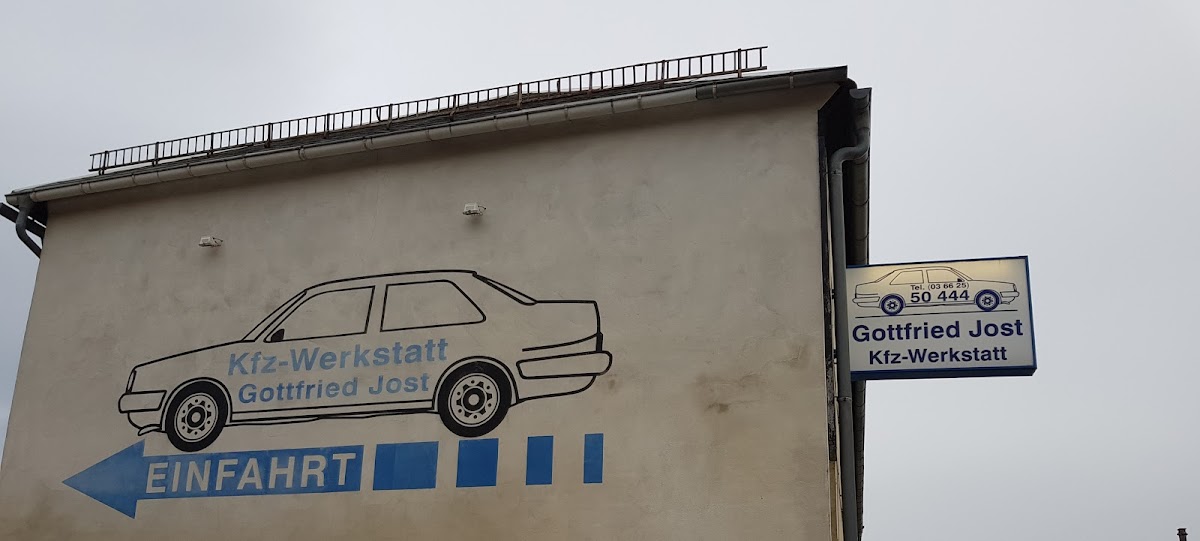 Kfz-Werkstatt
Gottfried Jost
EINFAHRT
Tel. (03 66 25)
50 444
Gottfried Jost
Kfz-Werkstatt